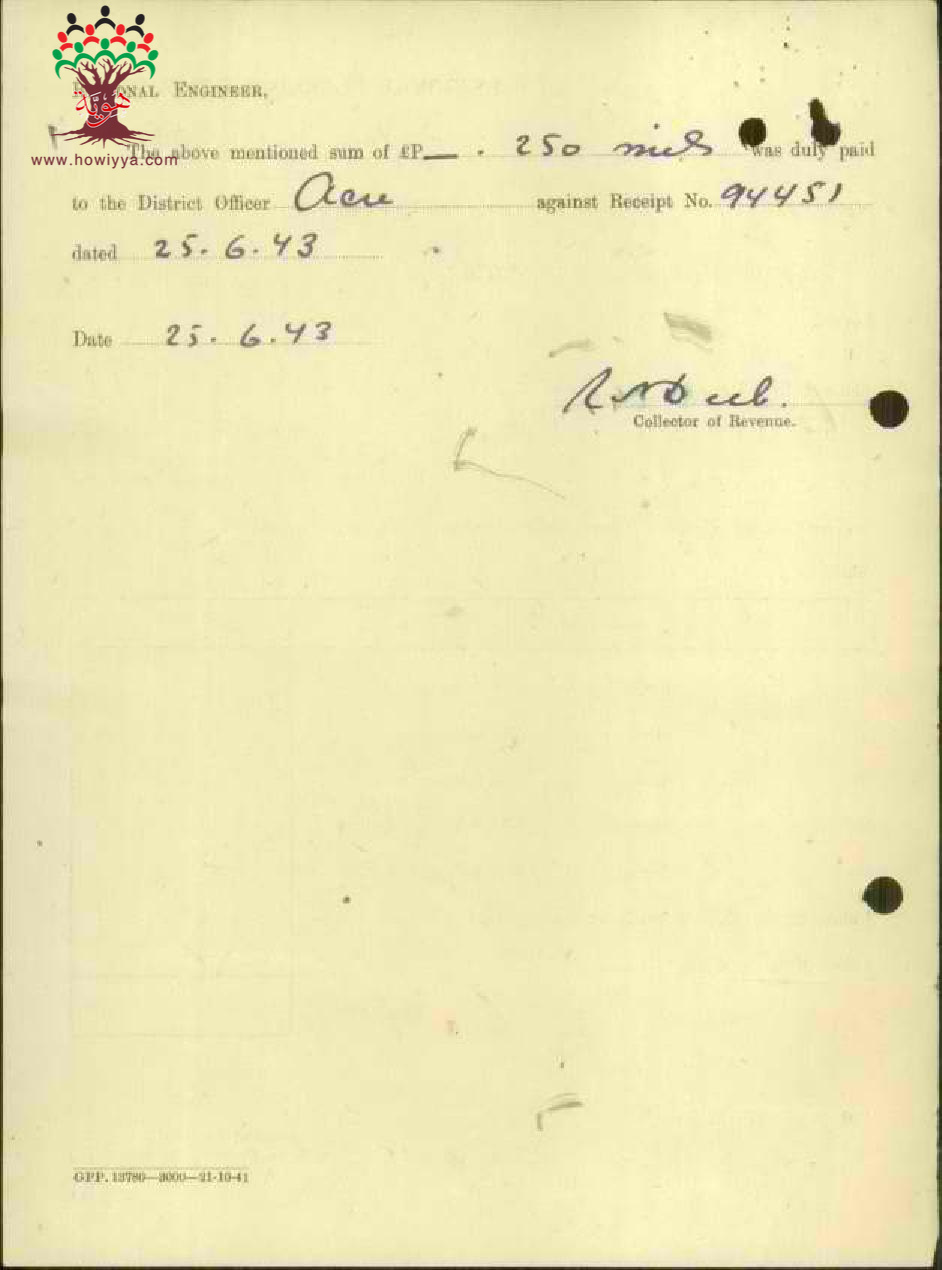 ENGINEER,
www.howiyya.com
The above mentioned sum of £P— . 250 mils was duly paid
to the District Officer Acre against Receipt No. 94451
dated 25.6.43
Date 25.6.43
Collector of Revenue.
GPP. 13780—3000—21-10-41